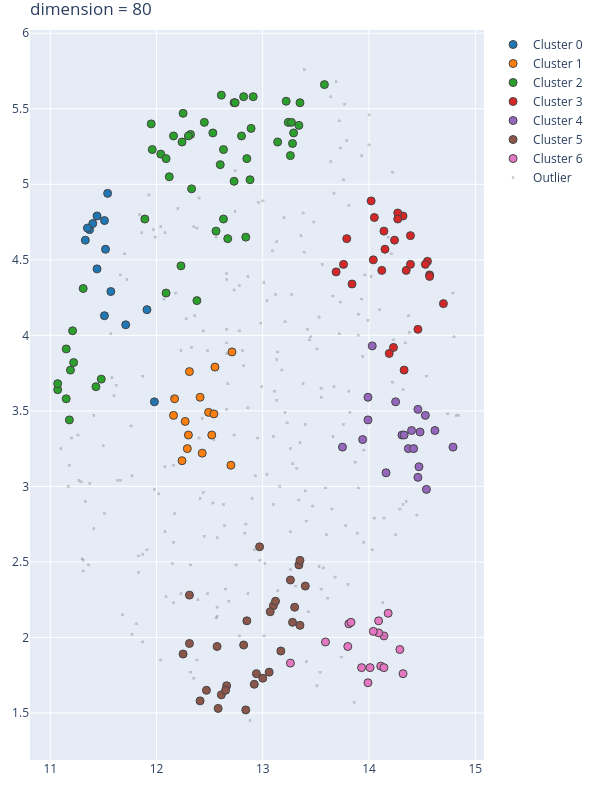 dimension = 80
6
5.5
5
4.5
4
3.5
3
2.5
2
1.5
11 12 13 14 15
Cluster 0
Cluster 1
Cluster 2
Cluster 3
Cluster 4
Cluster 5
Cluster 6
Outlier